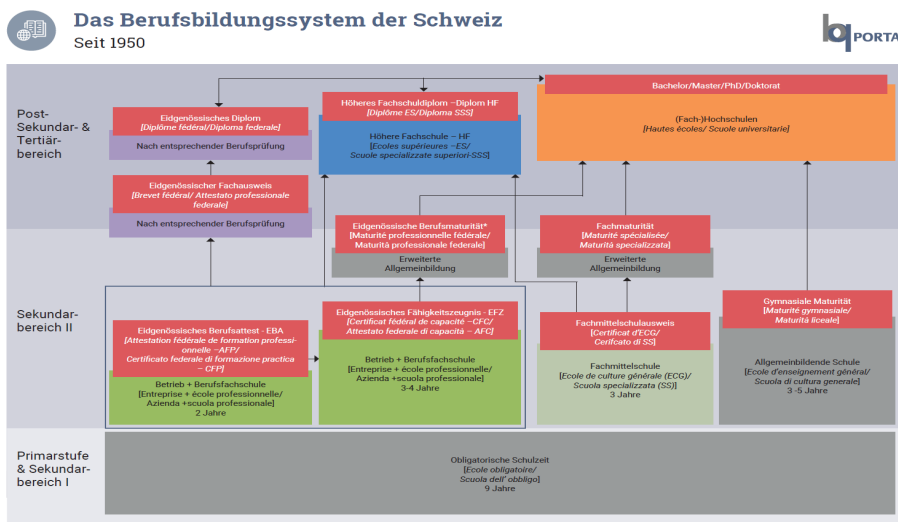 Das Berufsbildungssystem der Schweiz
Seit 1950
bq PORTA
Post-
Sekundar- &
Tertiär-
bereich
Eidgenössisches Diplom
[Diplôme fédéral/Diploma federale]
Nach entsprechender Berufsprüfung
Höheres Fachschuldiplom –Diplom HF
[Diplôme ES/Diploma SSS]
Höhere Fachschule – HF
[Ecoles supérieures –ES/
Scuole specializzate superiori-SSS]
Bachelor/Master/PhD/Doktorat
(Fach-)Hochschulen
[Hautes écoles/ Scuole universitarie]
Eidgenössischer Fachausweis
[Brevet fédéral/ Attestato professionale
federale]
Nach entsprechender Berufsprüfung
Eidgenössische Berufsmaturität*
[Maturité professionnelle fédérale/
Maturità professionale federale]
Erweiterte
Allgemeinbildung
Fachmaturität
[Maturité spécialisée/
Maturità specializzata]
Erweiterte
Allgemeinbildung
Sekundar-
bereich II
Eidgenössisches Berufsattest - EBA
[Attestation fédérale de formation professi-
onnelle –AFP/
Certificato federale di formazione practica
– CFP]
Betrieb + Berufsfachschule
[Entreprise + école professionnelle/
Azienda +scuola professionale]
2 Jahre
Eidgenössisches Fähigkeitszeugnis - EFZ
[Certificat fédéral de capacité –CFC/
Attestato federale di capacità – AFC]
Betrieb + Berufsfachschule
[Entreprise + école professionnelle/
Azienda +scuola professionale]
3-4 Jahre
Fachmittelschulausweis
[Certificat d'ECG/
Cerifcato di SS]
Fachmittelschule
[Ecole de culture générale (ECG)/
Scuola specializzata (SS)]
3 Jahre
Gymnasiale Maturität
[Maturité gymnasiale/
Maturità liceale]
Allgemeinbildende Schule
[Ecole d'enseignement général/
Scuola di cultura generale]
3 -5 Jahre
Primarstufe
& Sekundar-
bereich I
Obligatorische Schulzeit
[Ecole obligatoire/
Scuola dell' obbligo]
9 Jahre